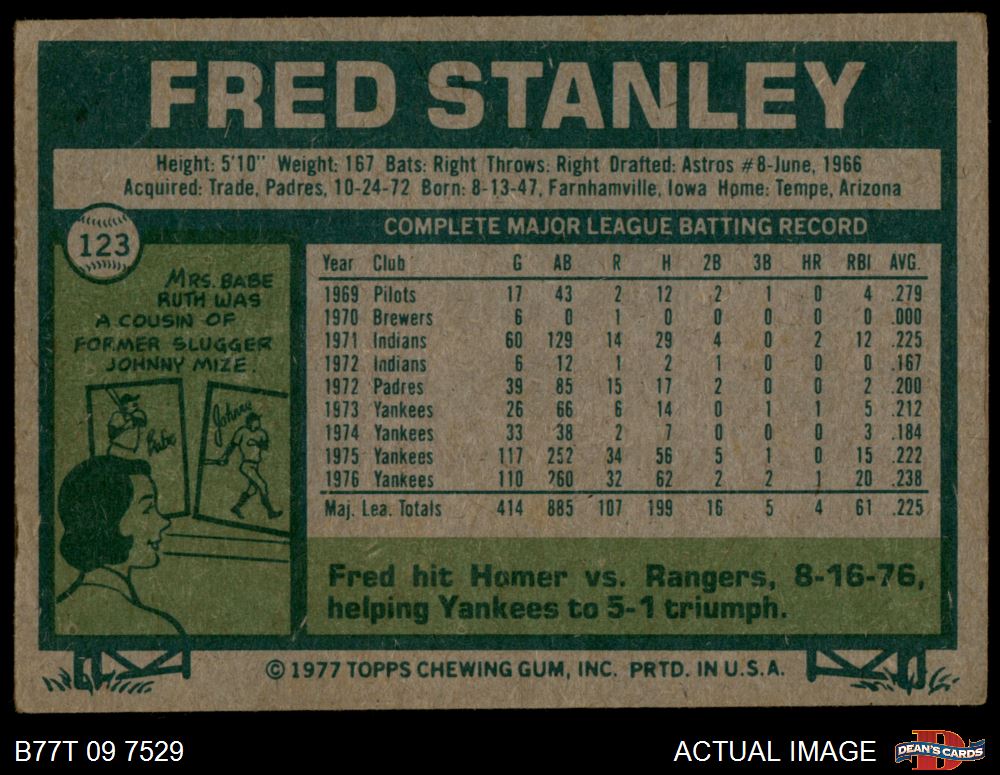 FRED STANLEY
Height: 5'10" Weight: 167 Bats: Right Throws: Right Drafted: Astros #8-June, 1966
Acquired: Trade, Padres, 10-24-72 Born: 8-13-47, Farnhamville, Iowa Home: Tempe, Arizona
123
MRS. BABE
RUTH WAS
A COUSIN OF
FORMER SLUGGER
JOHNNY MIZE.
Babe
Johnny
COMPLETE MAJOR LEAGUE BATTING RECORD
Year Club G AB R H 2B 3B HR RBI AVG.
1969 Pilots 17 43 2 12 2 1 0 4 .279
1970 Brewers 6 0 1 0 0 0 0 0 .000
1971 Indians 60 129 14 29 4 0 2 12 .225
1972 Indians 6 12 1 2 1 0 0 0 .167
1972 Padres 39 85 15 17 2 0 0 2 .200
1973 Yankees 26 66 6 14 0 1 1 5 .212
1974 Yankees 33 38 2 7 0 0 0 3 .184
1975 Yankees 117 252 34 56 5 1 0 15 .222
1976 Yankees 110 260 32 62 2 2 1 20 .238
Maj. Lea. Totals 414 885 107 199 16 5 4 61 .225
Fred hit Homer vs. Rangers, 8-16-76,
helping Yankees to 5-1 triumph.
© 1977 TOPPS CHEWING GUM, INC. PRTD. IN U.S.A.
B77T 09 7529
ACTUAL IMAGE
D
DEAN'S CARDS